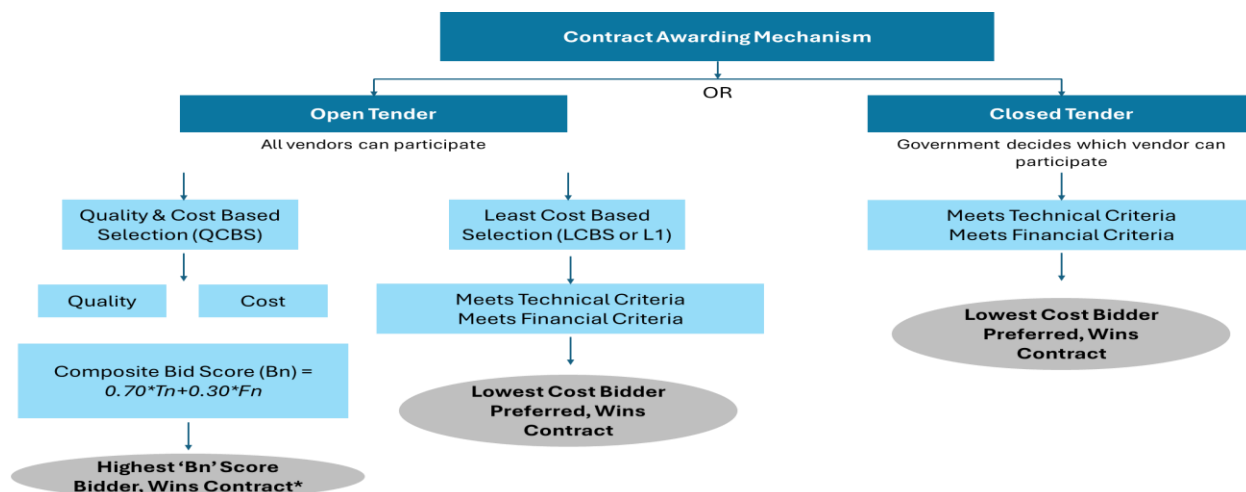 Contract Awarding Mechanism
OR
Open Tender
All vendors can participate
Quality & Cost Based
Selection (QCBS)
Quality
Cost
Composite Bid Score (Bn) =
0.70*Tn+0.30*Fn
Highest ‘Bn’ Score
Bidder, Wins Contract*
Least Cost Based
Selection (LCBS or L1)
Meets Technical Criteria
Meets Financial Criteria
Lowest Cost Bidder
Preferred, Wins
Contract
Closed Tender
Government decides which vendor can
participate
Meets Technical Criteria
Meets Financial Criteria
Lowest Cost Bidder
Preferred, Wins
Contract